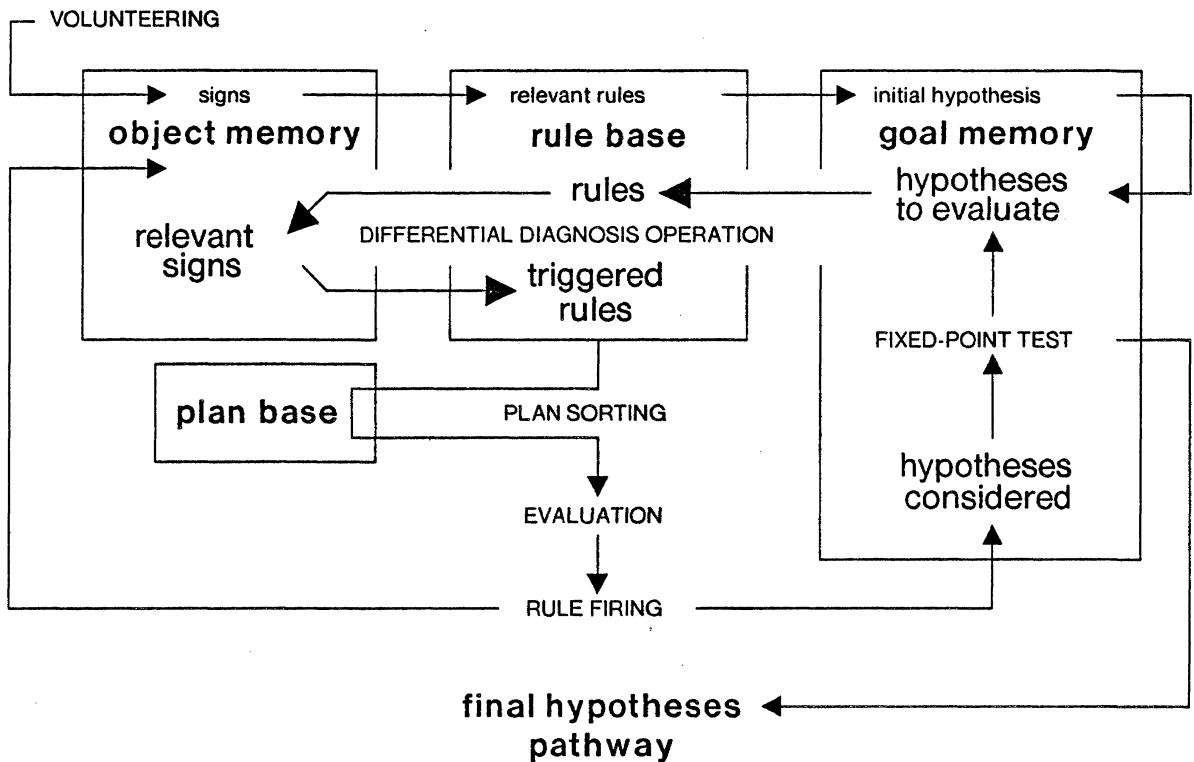 VOLUNTEERING
signs
relevant rules
initial hypothesis
object memory
rule base
goal memory
rules
hypotheses
to evaluate
relevant
signs
DIFFERENTIAL DIAGNOSIS OPERATION
triggered
rules
FIXED-POINT TEST
plan base
PLAN SORTING
hypotheses
considered
EVALUATION
RULE FIRING
final hypotheses
pathway